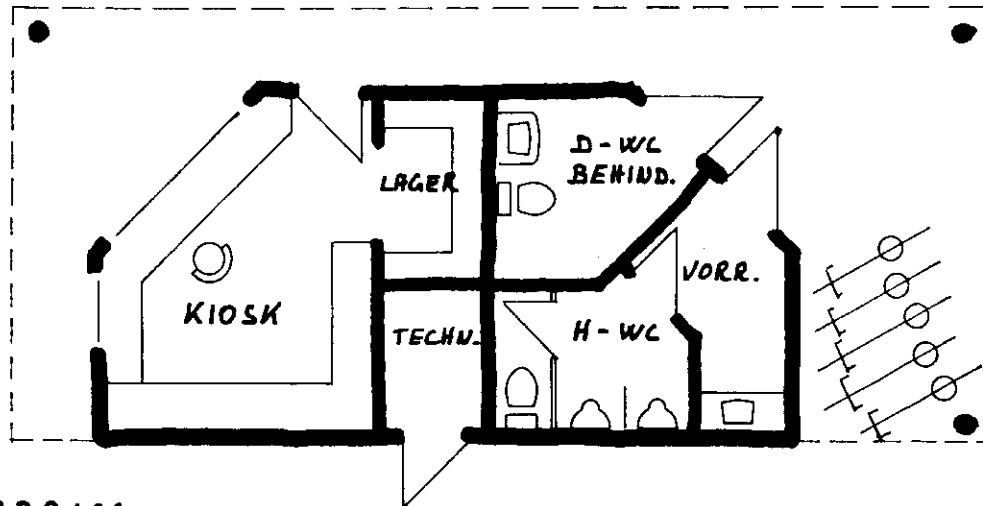 D-WC
BEHIND.
LAGER
VORR.
KIOSK
TECHN.
H-WC